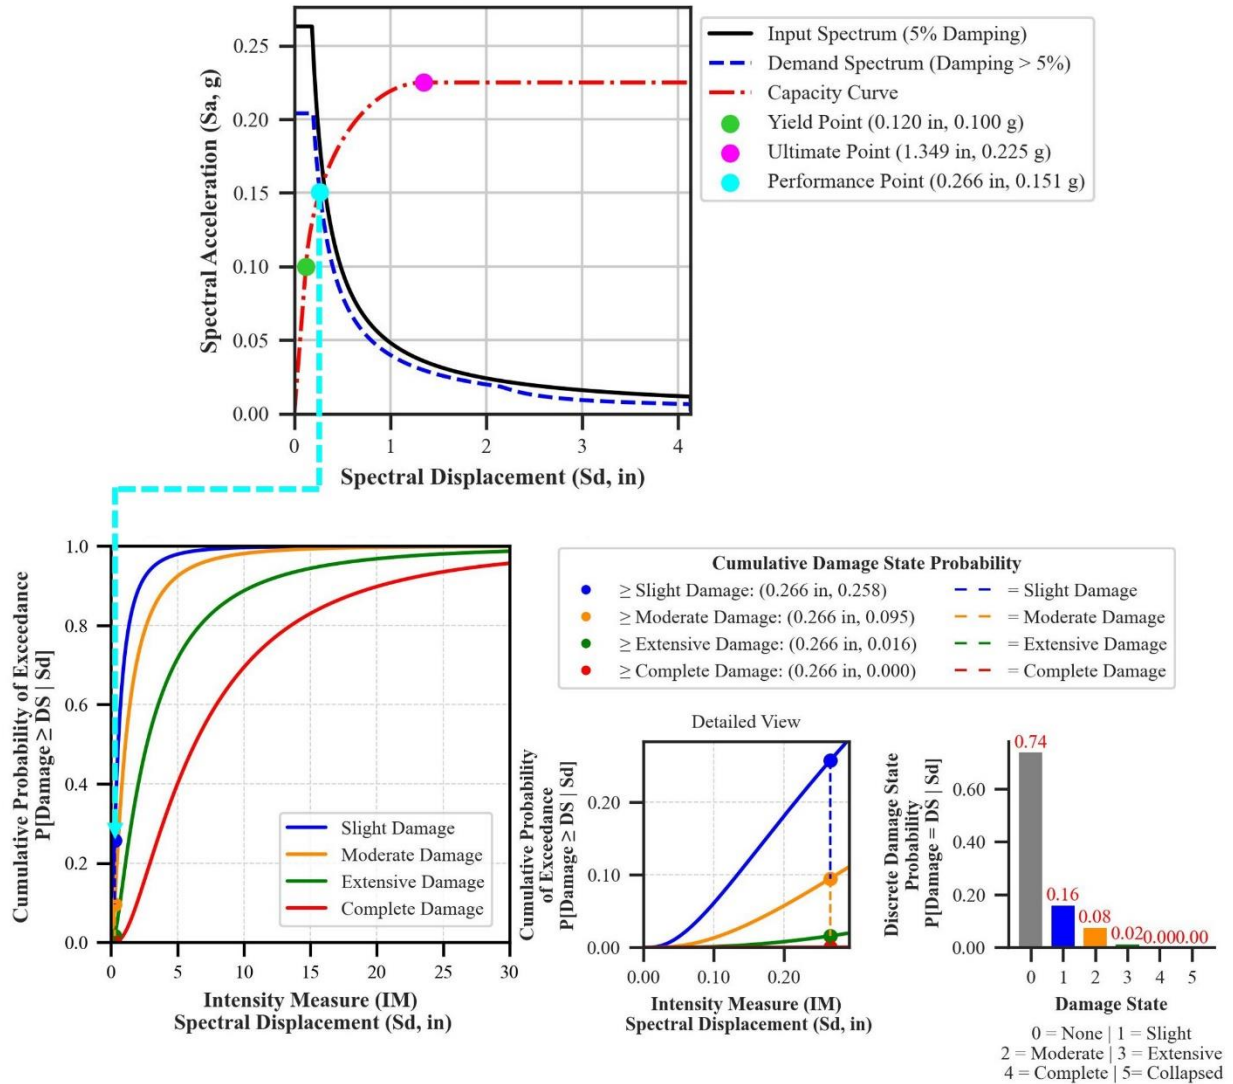 0.25
0.20
0.15
0.10
0.05
0.00
Spectral Acceleration (Sa, g)
0 1 2 3 4
Spectral Displacement (Sd, in)
Input Spectrum (5% Damping)
Demand Spectrum (Damping > 5%)
Capacity Curve
Yield Point (0.120 in, 0.100 g)
Ultimate Point (1.349 in, 0.225 g)
Performance Point (0.266 in, 0.151 g)
1.0
0.8
0.6
0.4
0.2
0.0
Cumulative Probability of Exceedance
P[Damage ≥ DS | Sd]
Slight Damage
Moderate Damage
Extensive Damage
Complete Damage
0 5 10 15 20 25 30
Intensity Measure (IM)
Spectral Displacement (Sd, in)
Cumulative Damage State Probability
≥ Slight Damage: (0.266 in, 0.258)
≥ Moderate Damage: (0.266 in, 0.095)
≥ Extensive Damage: (0.266 in, 0.016)
≥ Complete Damage: (0.266 in, 0.000)
= Slight Damage
= Moderate Damage
= Extensive Damage
= Complete Damage
Detailed View
0.20
0.10
0.00
Cumulative Probability
of Exceedance
P[Damage ≥ DS | Sd]
0.00 0.10 0.20
Intensity Measure (IM)
Spectral Displacement (Sd, in)
0.60
0.40
0.20
0.00
Discrete Damage State
Probability
P[Damage = DS | Sd]
0.74
0.16
0.08
0.02
0.00
0.00
0 1 2 3 4 5
Damage State
0 = None | 1 = Slight
2 = Moderate | 3 = Extensive
4 = Complete | 5= Collapsed